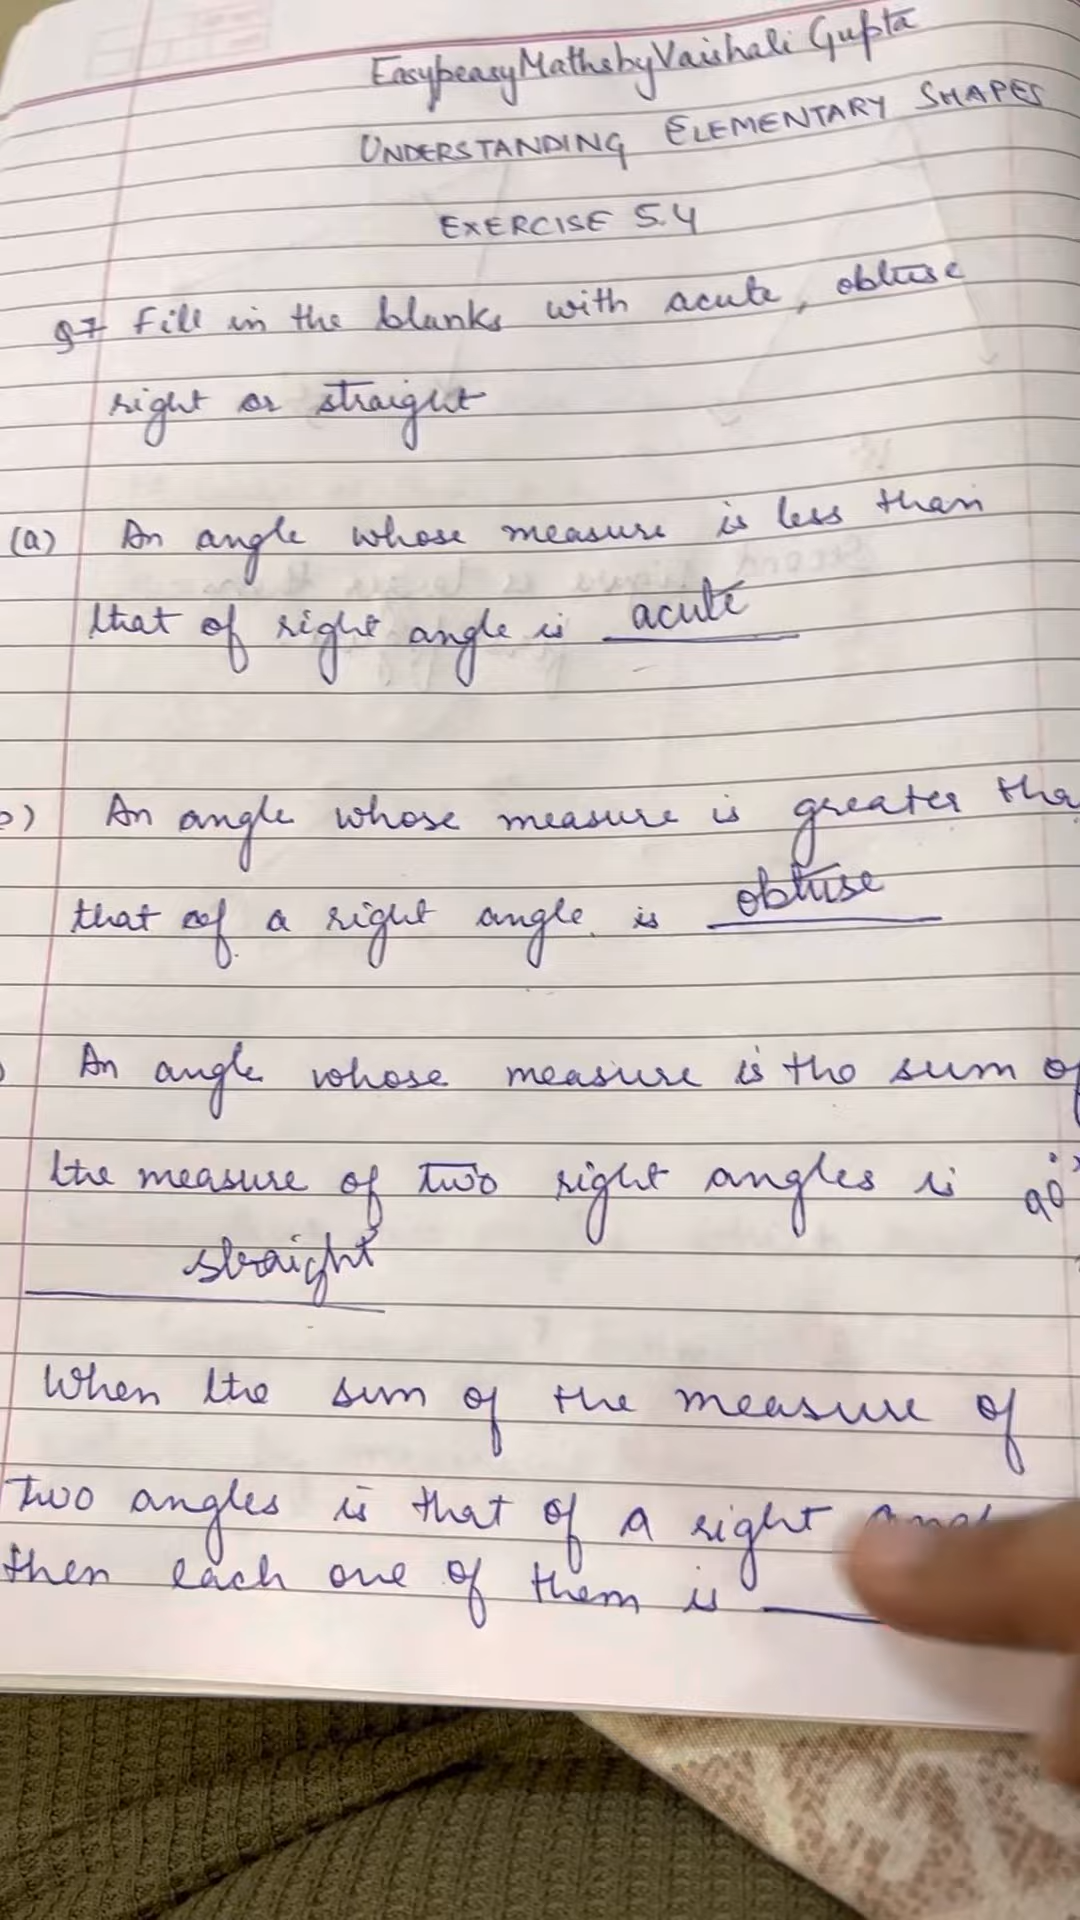 EasypeasyMathsbyVaishali Gupta
UNDERSTANDING ELEMENTARY SHAPES
EXERCISE 5.4
Q7 Fill in the blanks with acute, obtuse
right or straight
(a) An angle whose measure is less than
that of right angle is acute
An angle whose measure is greater tha
that of a right angle is obtuse
An angle whose measure is the sum of
the measure of two right angles is 90
straight
When the sum of the measure of
two angles is that of a right
then each one of them is